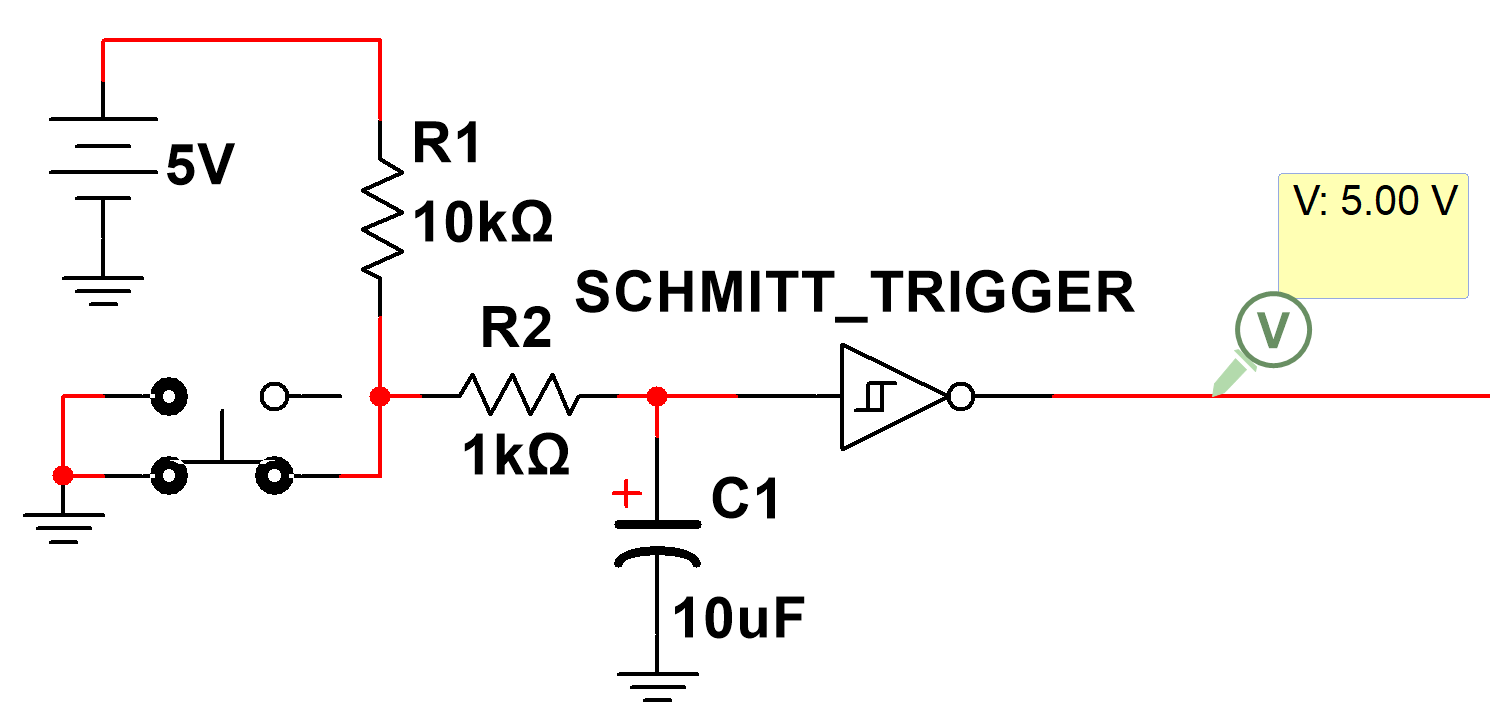 5V
R1
10kΩ
R2
1kΩ
SCHMITT_TRIGGER
V: 5.00 V
V
+
C1
10uF